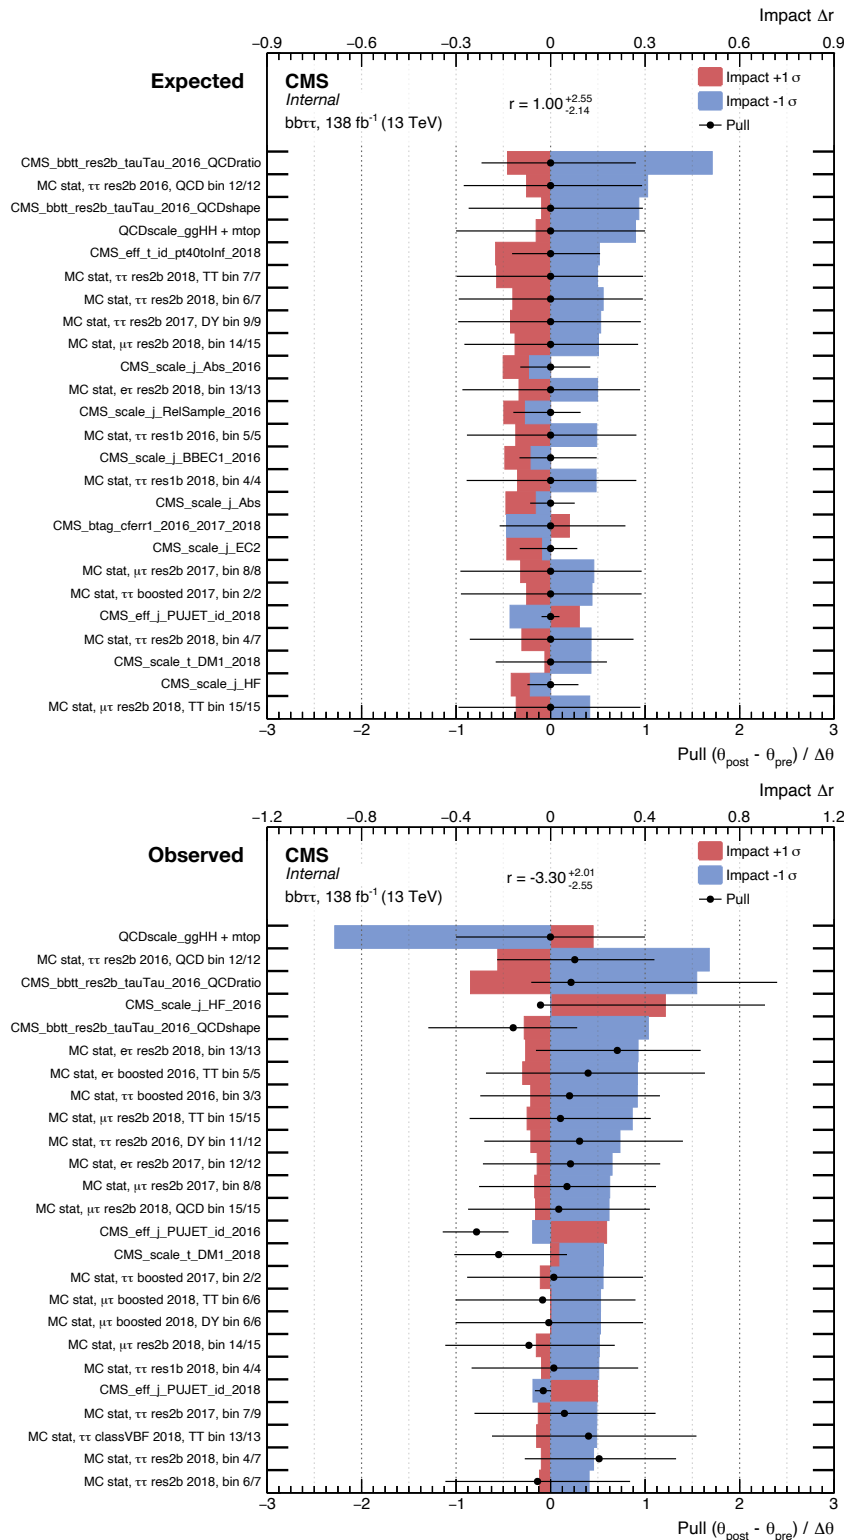 Impact Δr
−0.9 −0.6 −0.3 0 0.3 0.6 0.9
Expected
CMS
Internal
bbττ, 138 fb⁻¹ (13 TeV)
r = 1.00 +2.55 -2.14
Impact +1 σ
Impact -1 σ
Pull
CMS_bbtt_res2b_tauTau_2016_QCDratio
MC stat, ττ res2b 2016, QCD bin 12/12
CMS_bbtt_res2b_tauTau_2016_QCDshape
QCDscale_ggHH + mtop
CMS_eff_t_id_pt40toInf_2018
MC stat, ττ res2b 2018, TT bin 7/7
MC stat, ττ res2b 2018, bin 6/7
MC stat, ττ res2b 2017, DY bin 9/9
MC stat, μτ res2b 2018, bin 14/15
CMS_scale_j_Abs_2016
MC stat, eτ res2b 2018, bin 13/13
CMS_scale_j_RelSample_2016
MC stat, ττ res1b 2016, bin 5/5
CMS_scale_j_BBEC1_2016
MC stat, ττ res1b 2018, bin 4/4
CMS_scale_j_Abs
CMS_btag_cferr1_2016_2017_2018
CMS_scale_j_EC2
MC stat, μτ res2b 2017, bin 8/8
MC stat, ττ boosted 2017, bin 2/2
CMS_eff_j_PUJET_id_2018
MC stat, ττ res2b 2018, bin 4/7
CMS_scale_t_DM1_2018
CMS_scale_j_HF
MC stat, μτ res2b 2018, TT bin 15/15
−3 −2 −1 0 1 2 3
Pull (θpost - θpre) / Δθ
Impact Δr
−1.2 −0.8 −0.4 0 0.4 0.8 1.2
Observed
CMS
Internal
bbττ, 138 fb⁻¹ (13 TeV)
r = -3.30 +2.01 -2.55
Impact +1 σ
Impact -1 σ
Pull
QCDscale_ggHH + mtop
MC stat, ττ res2b 2016, QCD bin 12/12
CMS_bbtt_res2b_tauTau_2016_QCDratio
CMS_scale_j_HF_2016
CMS_bbtt_res2b_tauTau_2016_QCDshape
MC stat, eτ res2b 2018, bin 13/13
MC stat, eτ boosted 2016, TT bin 5/5
MC stat, ττ boosted 2016, bin 3/3
MC stat, μτ res2b 2018, TT bin 15/15
MC stat, ττ res2b 2016, DY bin 11/12
MC stat, eτ res2b 2017, bin 12/12
MC stat, μτ res2b 2017, bin 8/8
MC stat, μτ res2b 2018, QCD bin 15/15
CMS_eff_j_PUJET_id_2016
CMS_scale_t_DM1_2018
MC stat, ττ boosted 2017, bin 2/2
MC stat, μτ boosted 2018, TT bin 6/6
MC stat, μτ boosted 2018, DY bin 6/6
MC stat, μτ res2b 2018, bin 14/15
MC stat, ττ res1b 2018, bin 4/4
CMS_eff_j_PUJET_id_2018
MC stat, ττ res2b 2017, bin 7/9
MC stat, ττ classVBF 2018, TT bin 13/13
MC stat, ττ res2b 2018, bin 4/7
MC stat, ττ res2b 2018, bin 6/7
−3 −2 −1 0 1 2 3
Pull (θpost - θpre) / Δθ